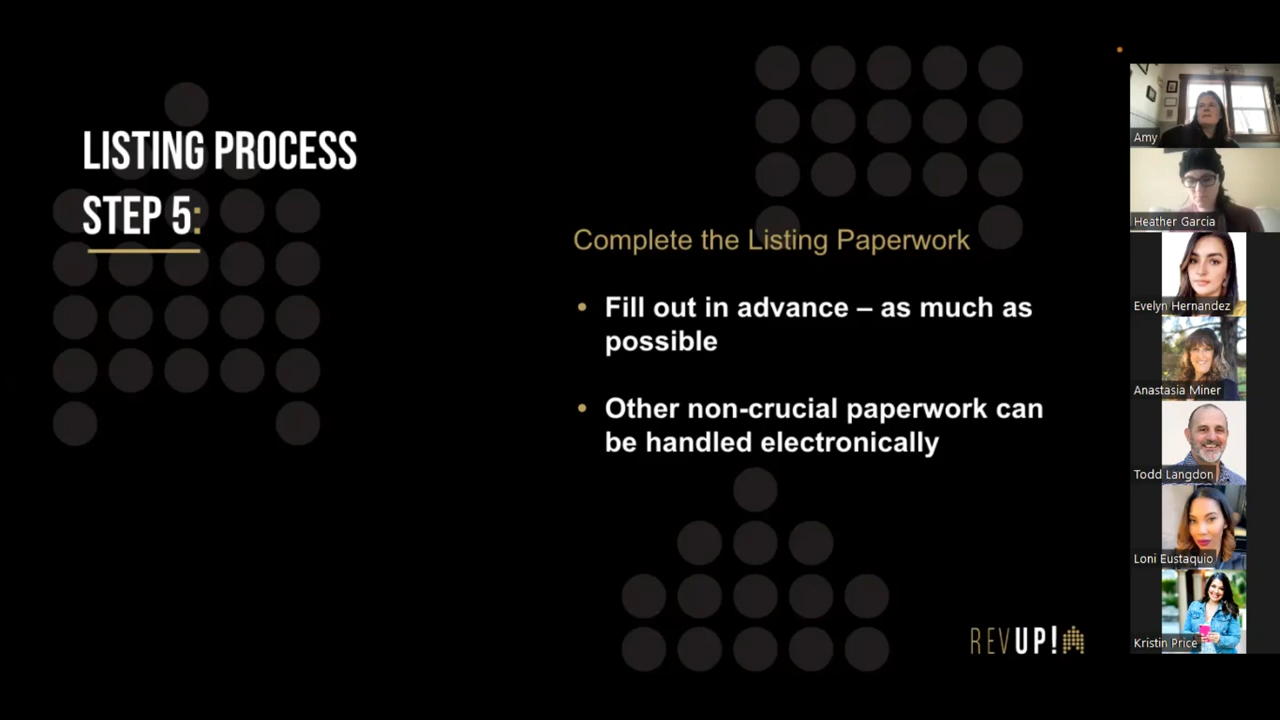 LISTING PROCESS
STEP 5:
Complete the Listing Paperwork
• Fill out in advance – as much as
possible
• Other non-crucial paperwork can
be handled electronically
REVUP!
Amy
Heather Garcia
Evelyn Hernandez
Anastasia Miner
Todd Langdon
Loni Eustaquio
Kristin Price